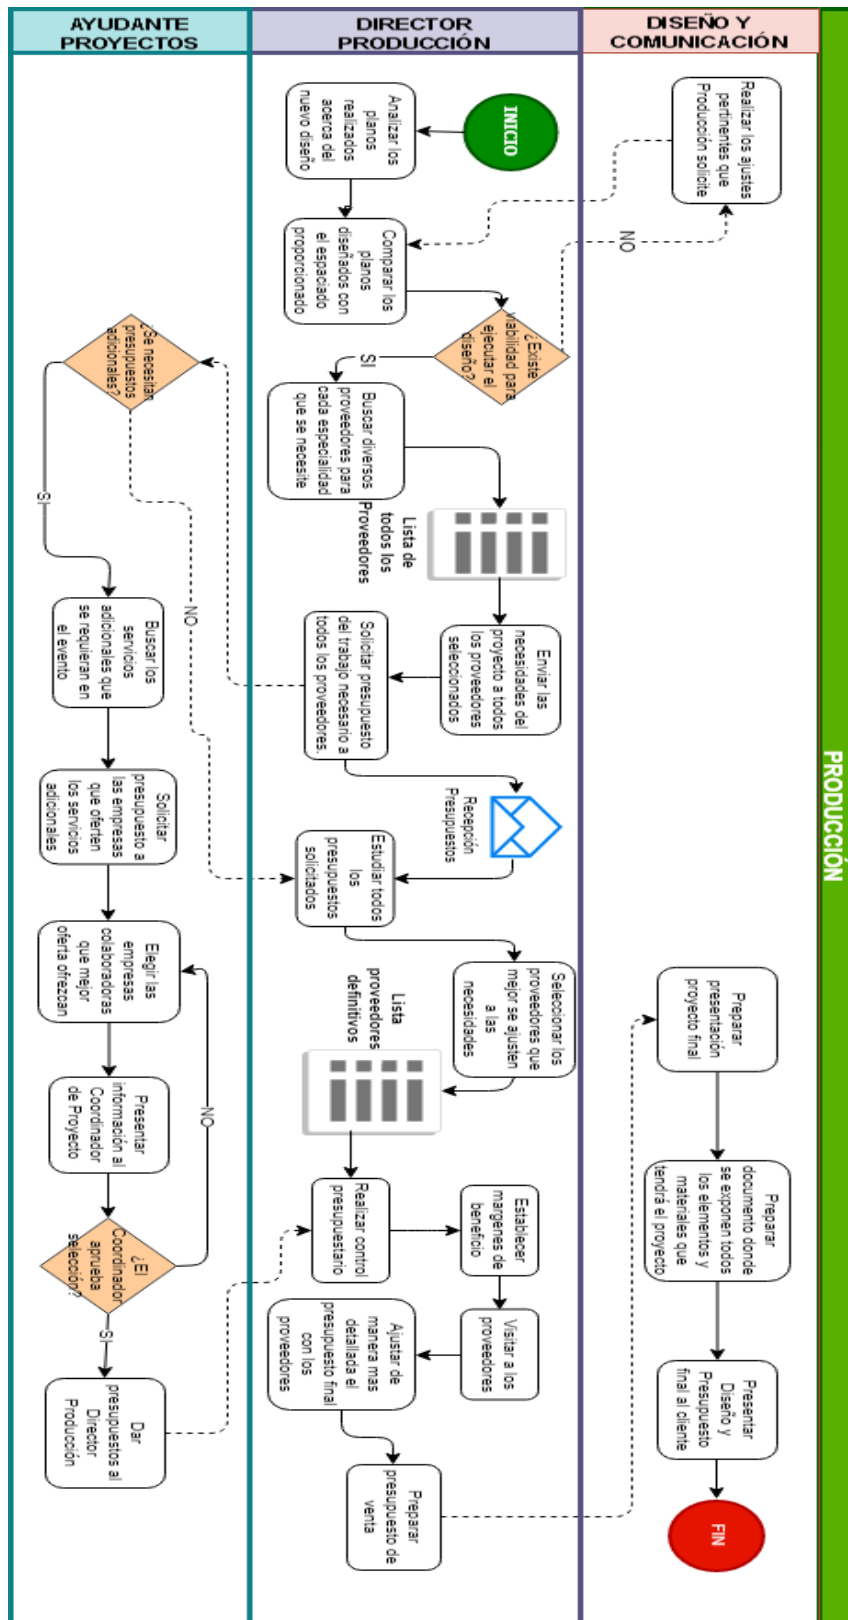 PRODUCCIÓN
AYUDANTE
PROYECTOS
DIRECTOR
PRODUCCIÓN
DISEÑO Y
COMUNICACIÓN
INICIO
Analizar los
planos
realizados
acerca del
nuevo diseño
Realizar los ajustes
pertinentes que
Producción solicite
Comparar los
planos
diseñados con
el espaciado
proporcionado
NO
¿Existe
viabilidad para
ejecutar el
diseño?
SI
Buscar diversos
proveedores para
cada especialidad
que se necesite
Lista de
todos los
Proveedores
Enviar las
necesidades del
proyecto a todos
los proveedores
seleccionados
Solicitar presupuesto
del trabajo necesario a
todos los proveedores.
¿Se necesitan
presupuestos
adicionales?
SI
NO
Buscar los
servicios
adicionales que
se requieran en
el evento
Solicitar
presupuesto a
las empresas
que oferten
los servicios
adicionales
Elegir las
empresas
colaboradoras
que mejor
oferta ofrezcan
Presentar
información al
Coordinador
de Proyecto
NO
¿El
Coordinador
aprueba
selección?
SI
Dar
presupuestos al
Director
Producción
Recepción
Presupuestos
Estudiar todos
los
presupuestos
solicitados
Seleccionar los
proveedores que
mejor se ajusten
a las
necesidades
Lista
proveedores
definitivos
Realizar control
presupuestario
Establecer
margenes de
beneficio
Visitar a los
proveedores
Ajustar de
manera mas
detallada el
presupuesto final
con los
proveedores
Preparar
presupuesto de
venta
Preparar
presentación
proyecto final
Preparar
documento donde
se exponen todos
los elementos y
materiales que
tendrá el proyecto
Presentar
Diseño y
Presupuesto
final al cliente
FIN